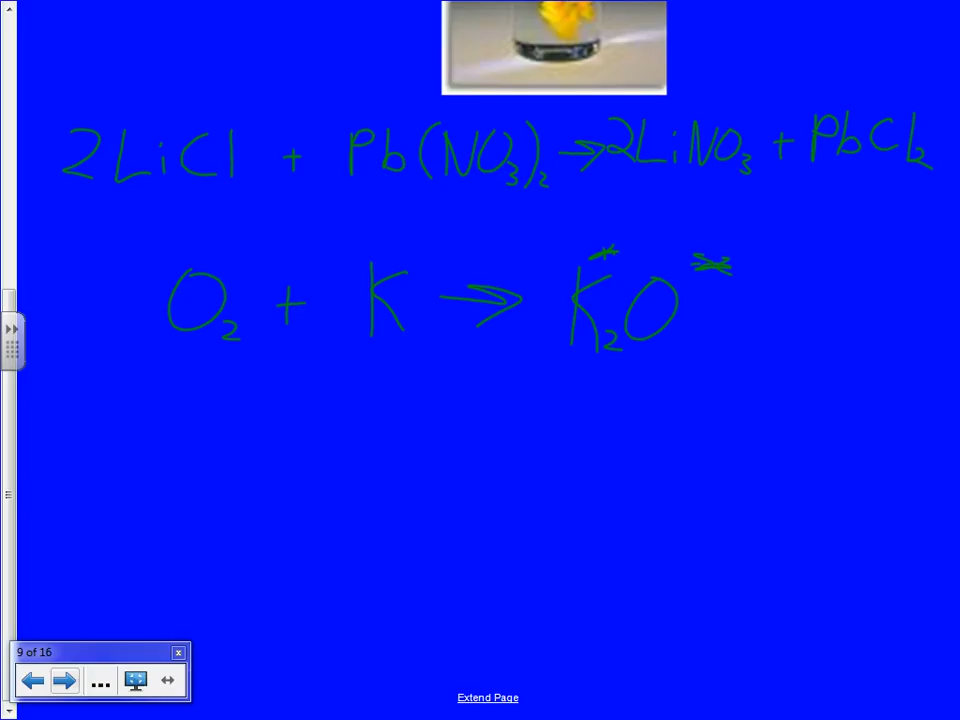 2LiCl + Pb(NO₃)₂ → 2LiNO₃ + PbCl₂
O₂ + K → K₂O
9 of 16
Extend Page